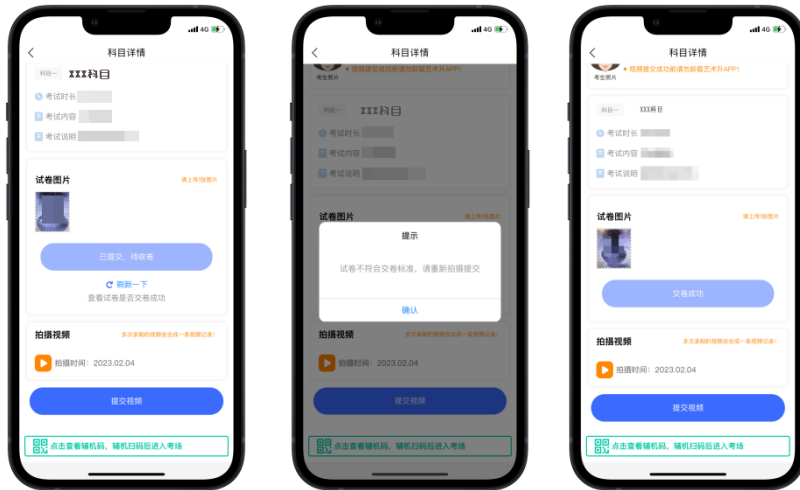 4G
科目详情
科目一 XXX科目
考试时长
考试内容
考试说明
试卷图片 请上传1张图片
已提交，待收卷
刷新一下
查看试卷是否交卷成功
拍摄视频 多次录制的视频会合成一条视频记录!
拍摄时间：2023.02.04
提交视频
点击查看辅机码，辅机扫码后进入考场
4G
科目详情
• 视频提交成功前请勿卸载艺术升APP!
考生照片
科目一 XXX科目
考试时长
考试内容
考试说明
试卷图片 请上传1张图片
提示
试卷不符合交卷标准，请重新拍摄提交
确认
拍摄视频 多次录制的视频会合成一条视频记录!
拍摄时间：2023.02.04
提交视频
点击查看辅机码，辅机扫码后进入考场
4G
科目详情
• 视频提交成功前请勿卸载艺术升APP!
考生照片
科目一 XXX科目
考试时长
考试内容
考试说明
试卷图片 请上传1张图片
交卷成功
拍摄视频 多次录制的视频会合成一条视频记录!
拍摄时间：2023.02.04
提交视频
点击查看辅机码，辅机扫码后进入考场